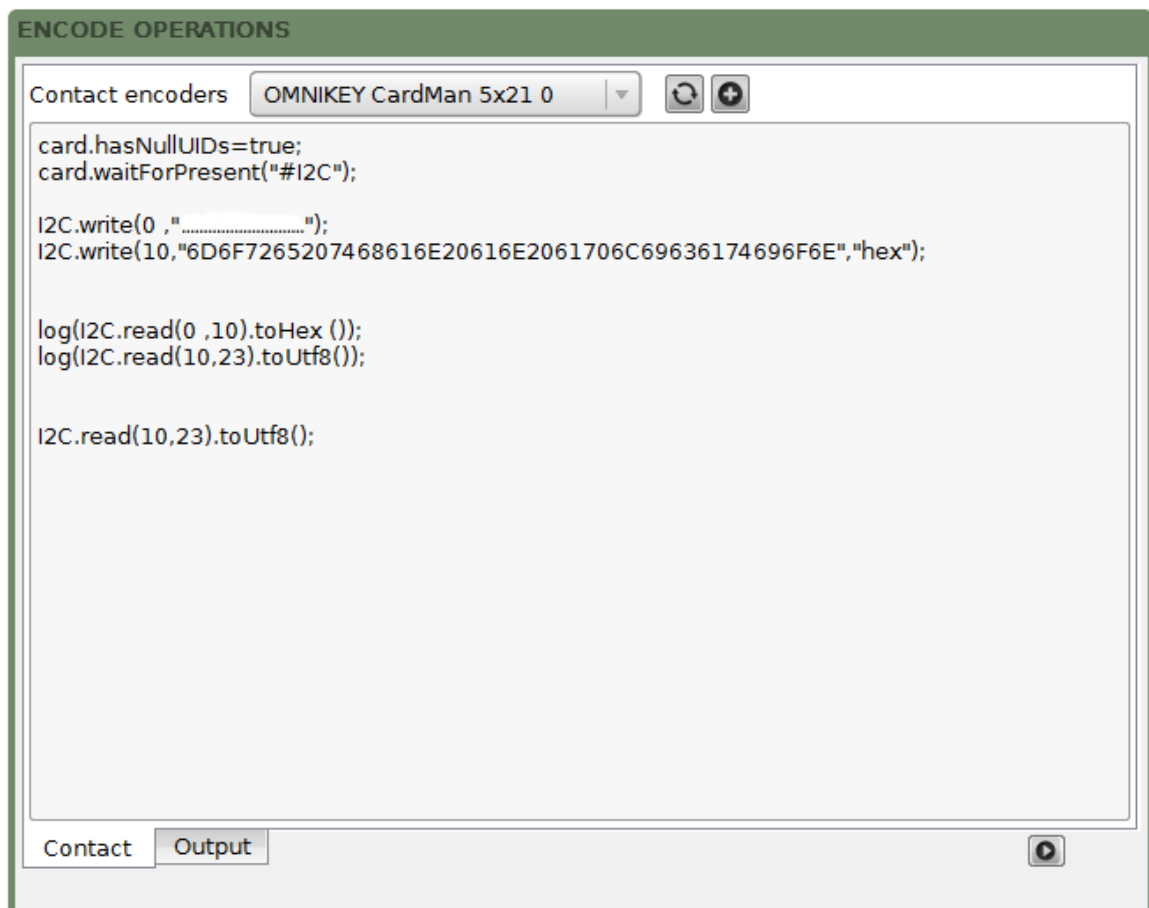 ENCODE OPERATIONS
Contact encoders OMNIKEY CardMan 5x21 0
card.hasNullUIDs=true;
card.waitForPresent("#I2C");
I2C.write(0 ,"..............................");
I2C.write(10,"6D6F7265207468616E20616E2061706C69636174696F6E","hex");
log(I2C.read(0 ,10).toHex ());
log(I2C.read(10,23).toUtf8());
I2C.read(10,23).toUtf8();
Contact Output